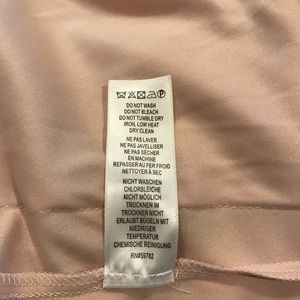 DO NOT WASH
DO NOT BLEACH
DO NOT TUMBLE DRY
IRON, LOW HEAT
DRY CLEAN
NE PAS LAVER
NE PAS JAVELLISER
NE PAS SÉCHER
EN MACHINE
REPASSER AU FER FROID
NETTOYER À SEC
NICHT WASCHEN
CHLORSBLEICHE
NICHT MÖGLICH
TROCKNEN IM
TROCKNER NICHT
ERLAUBT BÜGELN MIT
NIEDRIGER
TEMPERATUR
CHEMISCHE REINIGUNG
RN#59782